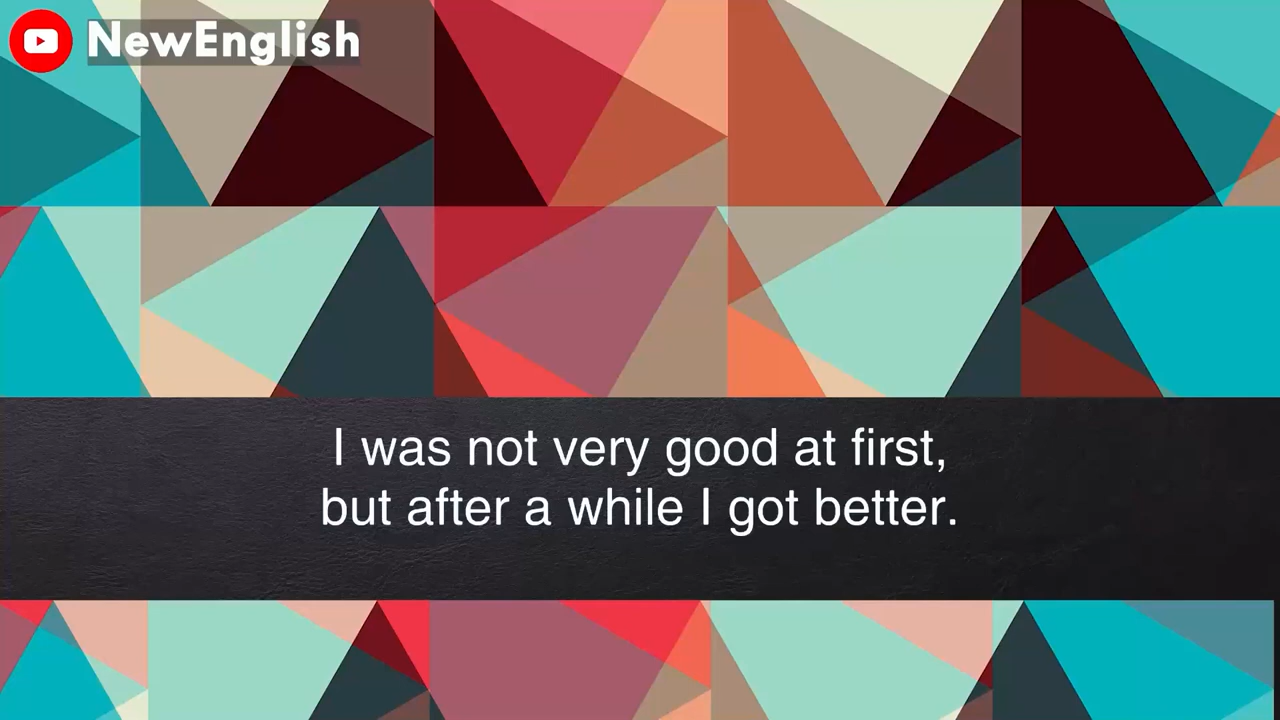 NewEnglish
I was not very good at first,
but after a while I got better.